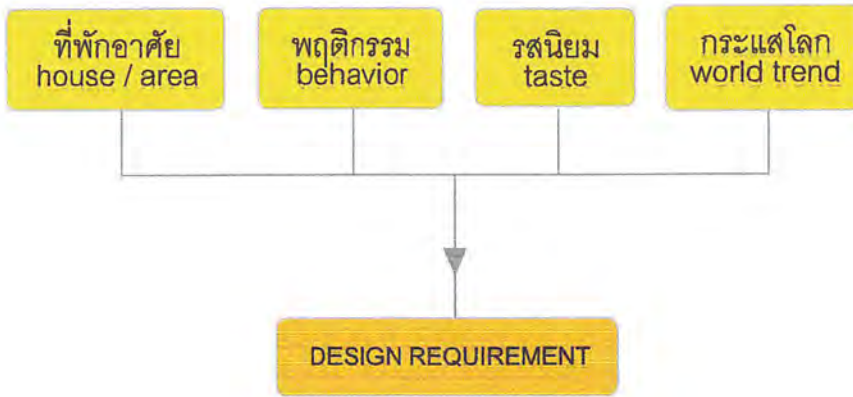 ที่พักอาศัย
house / area
พฤติกรรม
behavior
รสนิยม
taste
กระแสโลก
world trend
DESIGN REQUIREMENT